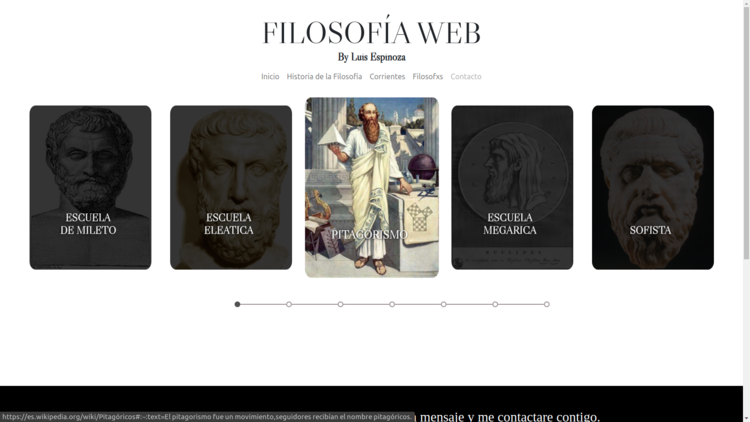 FILOSOFÍA WEB
By Luis Espinoza
Inicio Historia de la Filosofía Corrientes Filosofxs Contacto
ESCUELA
DE MILETO
ESCUELA
ELEATICA
PITAGORISMO
ESCUELA
MEGARICA
SOFISTA
mensaje y me contactare contigo.
https://es.wikipedia.org/wiki/Pitagóricos#:~:text=El pitagorismo fue un movimiento,seguidores recibían el nombre pitagóricos.